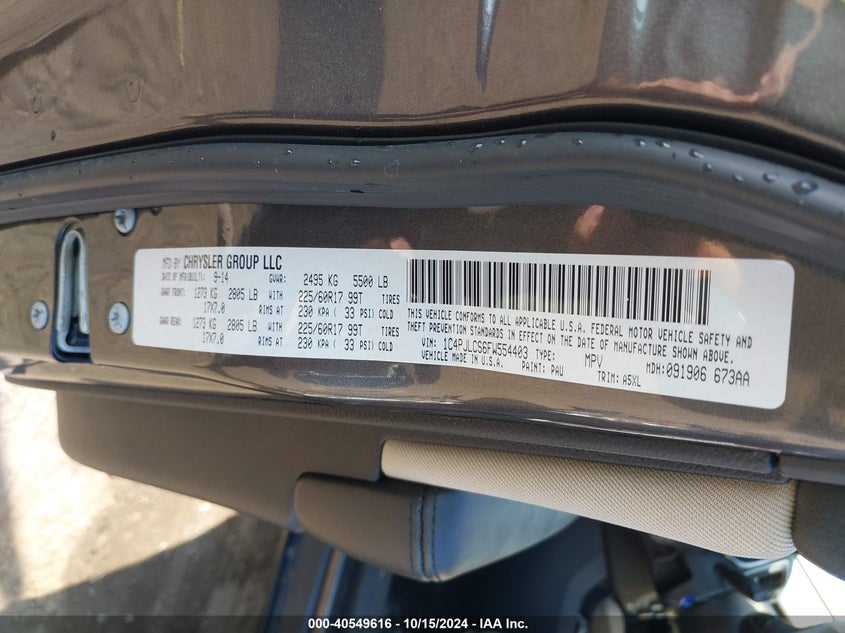 MFD BY CHRYSLER GROUP LLC
DATE OF MFR(BUILT): 9-14 GVWR: 2495 KG 5500 LB
GAWR FRONT: 1273 KG 2805 LB WITH 225/60R17 99T TIRES
17X7.0 RIMS AT 230 KPA ( 33 PSI) COLD
GAWR REAR: 1273 KG 2805 LB WITH 225/60R17 99T TIRES
17X7.0 RIMS AT 230 KPA ( 33 PSI) COLD
THIS VEHICLE CONFORMS TO ALL APPLICABLE U.S.A. FEDERAL MOTOR VEHICLE SAFETY AND
THEFT PREVENTION STANDARDS IN EFFECT ON THE DATE OF MANUFACTURE SHOWN ABOVE.
VIN: 1C4PJLCS6FW554403 TYPE: MPV MDH:091906 673AA
VEHICLE MADE IN U.S.A. PAINT: PAU TRIM: A5XL
000-40549616 - 10/15/2024 - IAA Inc.